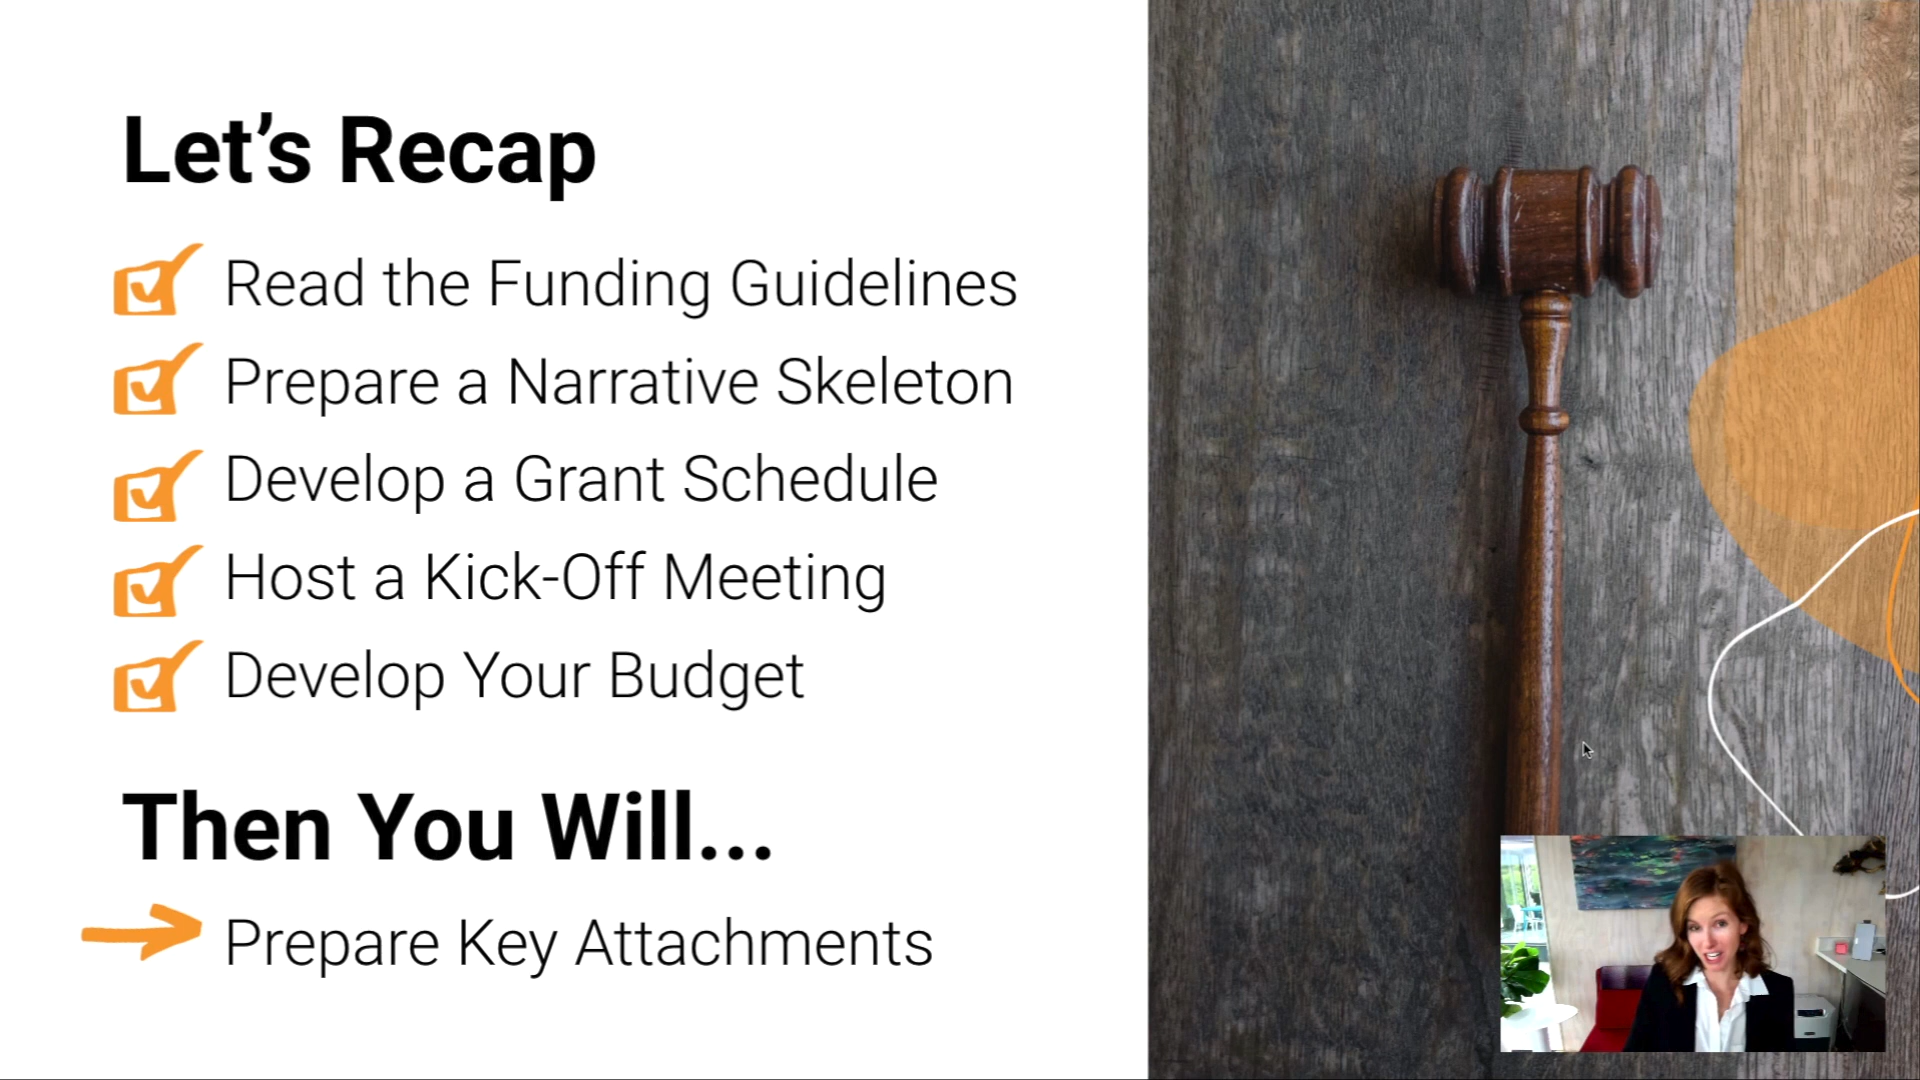 Let’s Recap
Read the Funding Guidelines
Prepare a Narrative Skeleton
Develop a Grant Schedule
Host a Kick-Off Meeting
Develop Your Budget
Then You Will...
Prepare Key Attachments